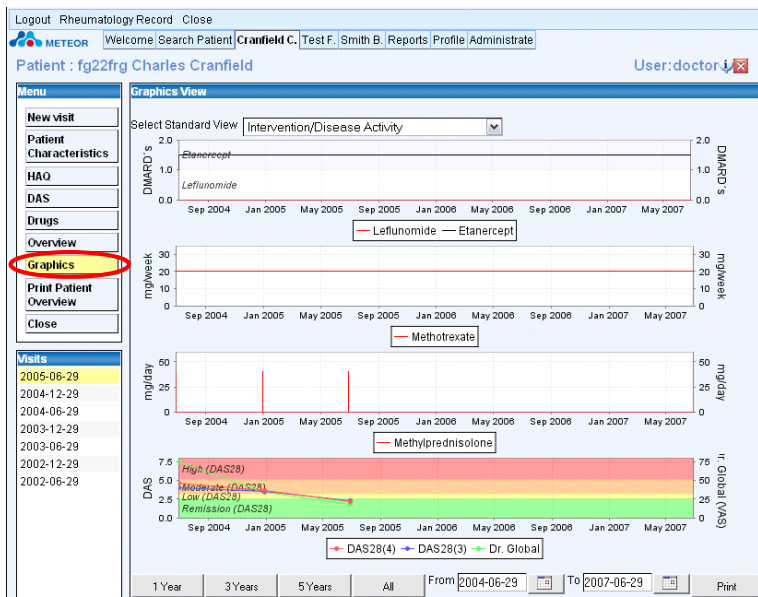 Logout Rheumatology Record Close
METEOR Welcome Search Patient Cranfield C. Test F. Smith B. Reports Profile Administrate
Patient : fg22frg Charles Cranfield User:doctor
Menu
New visit
Patient
Characteristics
HAQ
DAS
Drugs
Overview
Graphics
Print Patient
Overview
Close
Visits
2005-06-29
2004-12-29
2004-06-29
2003-12-29
2003-06-29
2002-12-29
2002-06-29
Graphics View
Select Standard View Intervention/Disease Activity
DMARD's
2.0
1.0
0.0
Etanercept
Leflunomide
2.0
1.0
0.0
DMARD's
Sep 2004 Jan 2005 May 2005 Sep 2005 Jan 2006 May 2006 Sep 2006 Jan 2007 May 2007
Leflunomide Etanercept
mg/week
30
20
10
0
30
20
10
0
mg/week
Sep 2004 Jan 2005 May 2005 Sep 2005 Jan 2006 May 2006 Sep 2006 Jan 2007 May 2007
Methotrexate
mg/day
50
25
0
50
25
0
mg/day
Sep 2004 Jan 2005 May 2005 Sep 2005 Jan 2006 May 2006 Sep 2006 Jan 2007 May 2007
Methylprednisolone
DAS
7.5
5.0
2.5
0.0
High (DAS28)
Moderate (DAS28)
Low (DAS28)
Remission (DAS28)
75
50
25
0
r. Global (VAS)
Sep 2004 Jan 2005 May 2005 Sep 2005 Jan 2006 May 2006 Sep 2006 Jan 2007 May 2007
DAS28(4) DAS28(3) Dr. Global
1 Year 3 Years 5 Years All From 2004-06-29 To 2007-06-29 Print